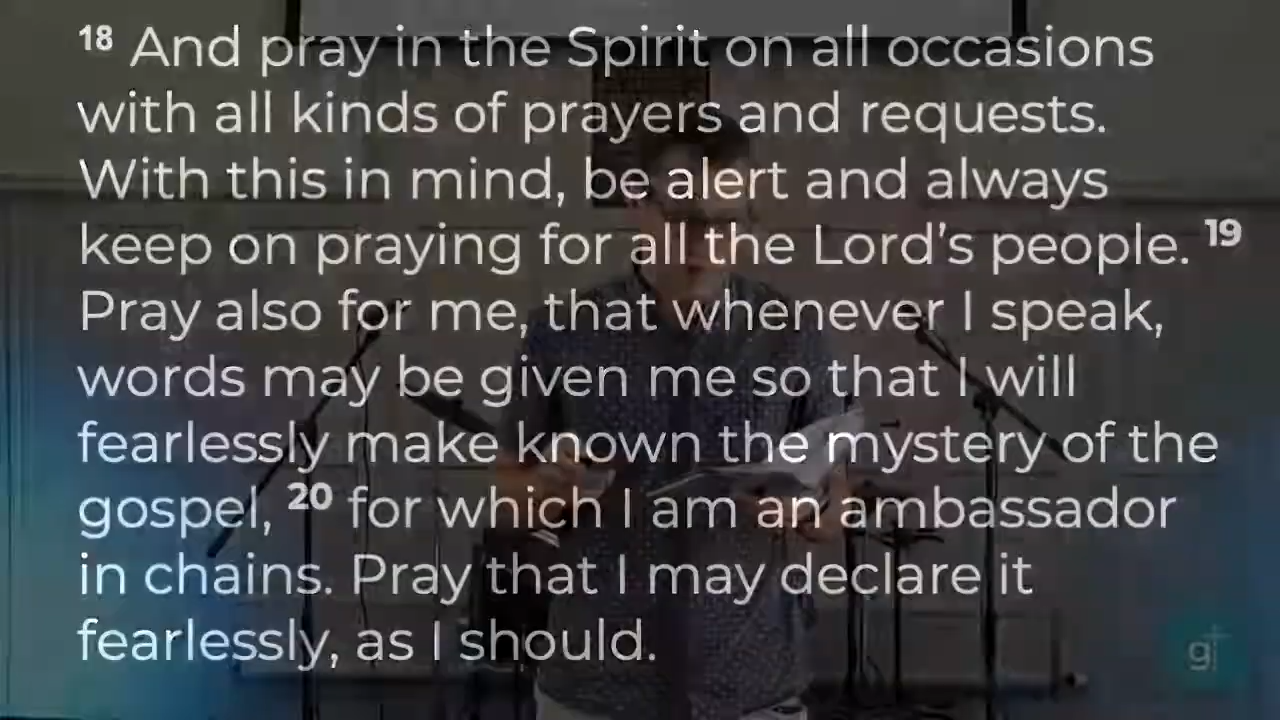 18 And pray in the Spirit on all occasions
with all kinds of prayers and requests.
With this in mind, be alert and always
keep on praying for all the Lord’s people. 19
Pray also for me, that whenever I speak,
words may be given me so that I will
fearlessly make known the mystery of the
gospel, 20 for which I am an ambassador
in chains. Pray that I may declare it
fearlessly, as I should.
g